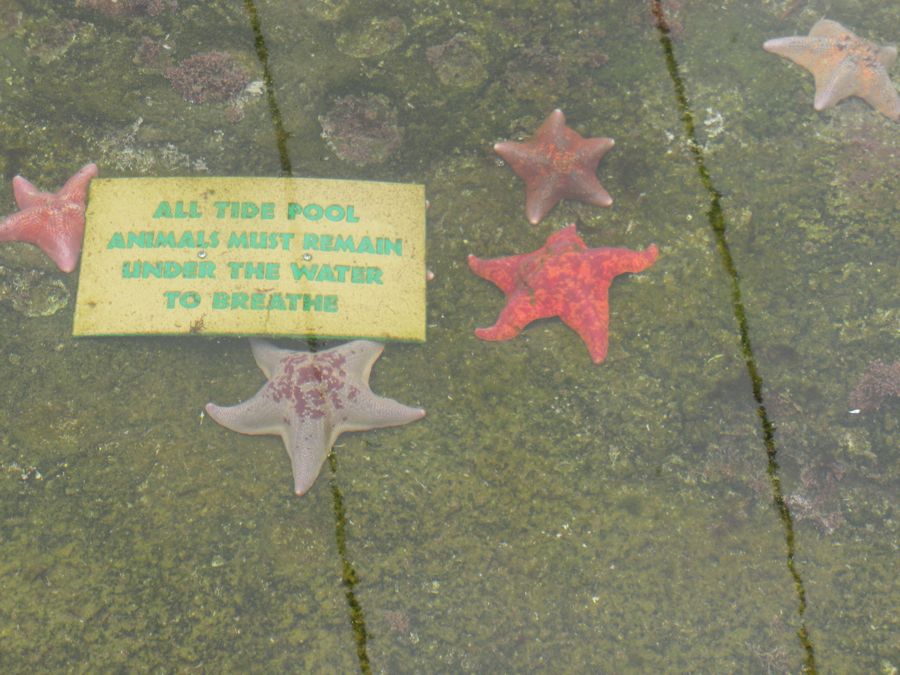 ALL TIDE POOL
ANIMALS MUST REMAIN
UNDER THE WATER
TO BREATHE